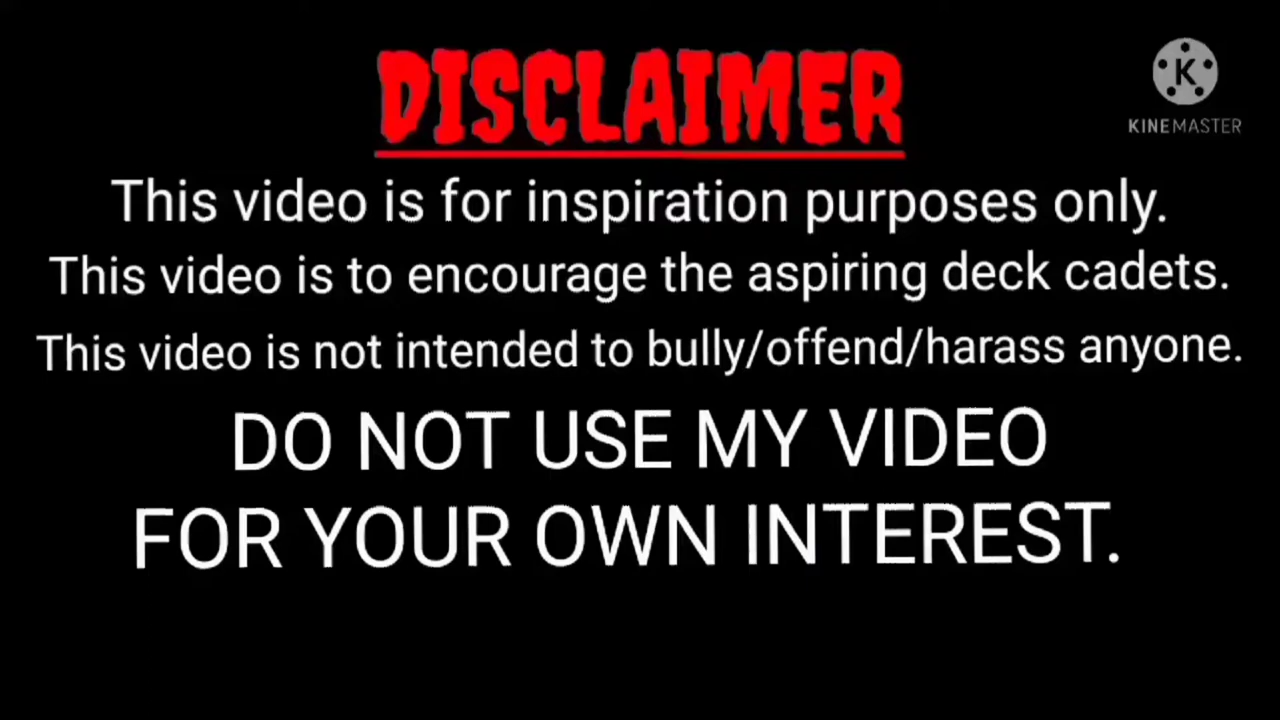 DISCLAIMER
K
KINEMASTER
This video is for inspiration purposes only.
This video is to encourage the aspiring deck cadets.
This video is not intended to bully/offend/harass anyone.
DO NOT USE MY VIDEO
FOR YOUR OWN INTEREST.